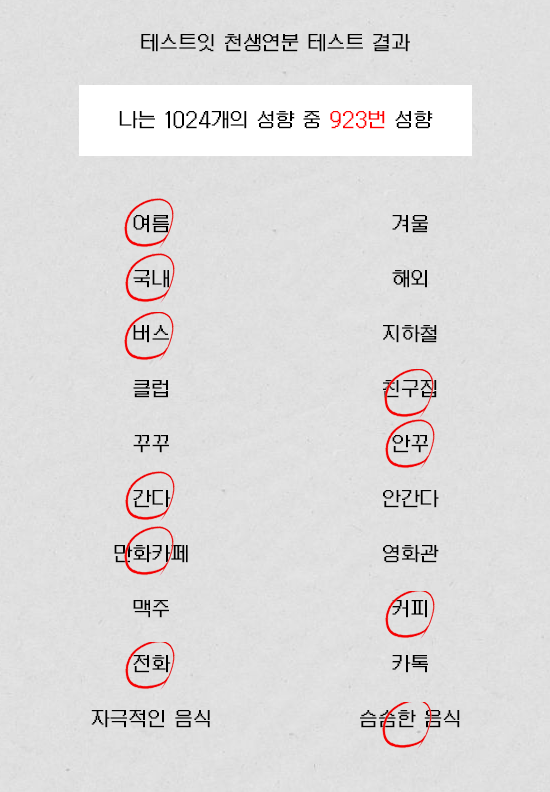 테스트잇 천생연분 테스트 결과
나는 1024개의 성향 중 923번 성향
여름 겨울
국내 해외
버스 지하철
클럽 친구집
꾸꾸 안꾸
간다 안간다
만화카페 영화관
맥주 커피
전화 카톡
자극적인 음식 슴슴한 음식